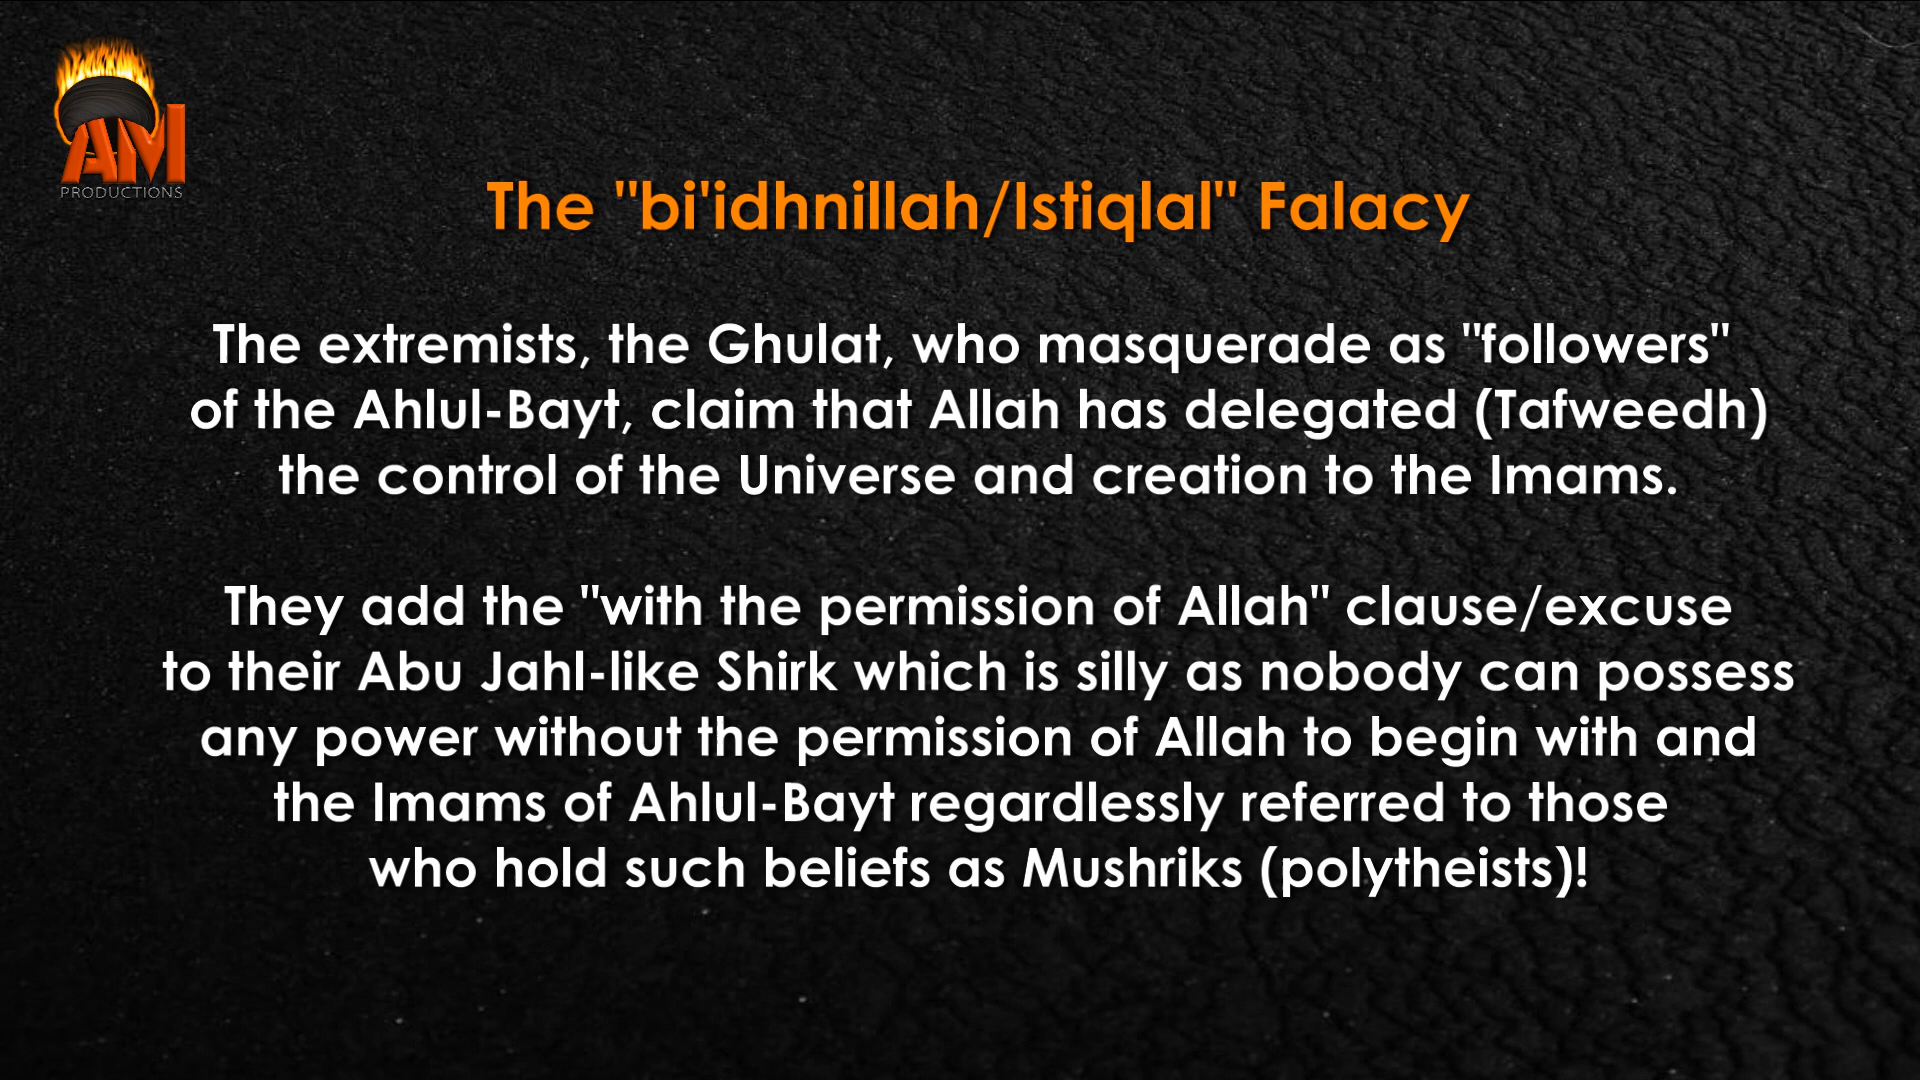 AM
PRODUCTIONS
The "bi"idhnillah/Istiqlal" Falacy
The extremists, the Ghulat, who masquerade as "followers"
of the Ahlul-Bayt, claim that Allah has delegated (Tafweedh)
the control of the Universe and creation to the Imams.
They add the "with the permission of Allah" clause/excuse
to their Abu Jahl-like Shirk which is silly as nobody can possess
any power without the permission of Allah to begin with and
the Imams of Ahlul-Bayt regardlessly referred to those
who hold such beliefs as Mushriks (polytheists)!